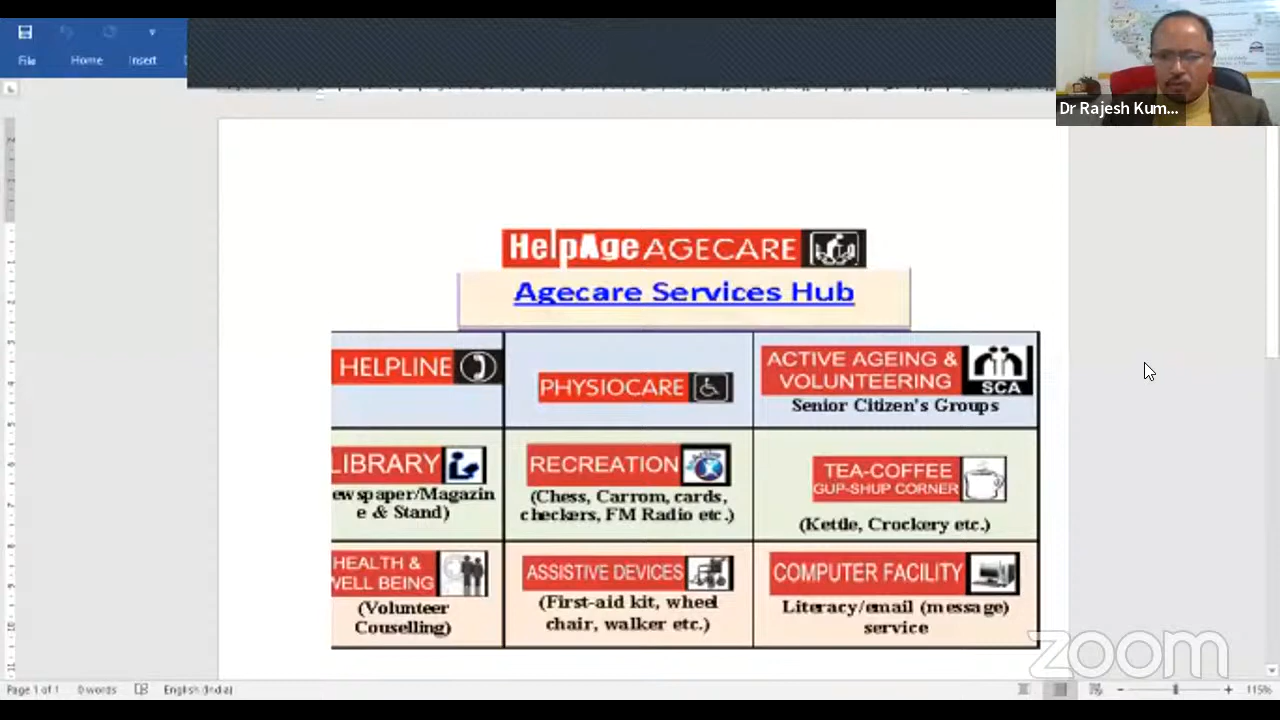 File
Home
Insert
Dr Rajesh Kum...
HelpAge AGECARE
Agecare Services Hub
HELPLINE
PHYSIOCARE
ACTIVE AGEING &
VOLUNTEERING
SCA
Senior Citizen's Groups
LIBRARY
ewspaper/Magazin
e & Stand)
RECREATION
(Chess, Carrom, cards,
checkers, FM Radio etc.)
TEA-COFFEE
GUP-SHUP CORNER
(Kettle, Crockery etc.)
HEALTH &
WELL BEING
(Volunteer
Couselling)
ASSISTIVE DEVICES
(First-aid kit, wheel
chair, walker etc.)
COMPUTER FACILITY
Literacy/email (message)
service
zoom
Page 1 of 1
0 words
English (India)
115%